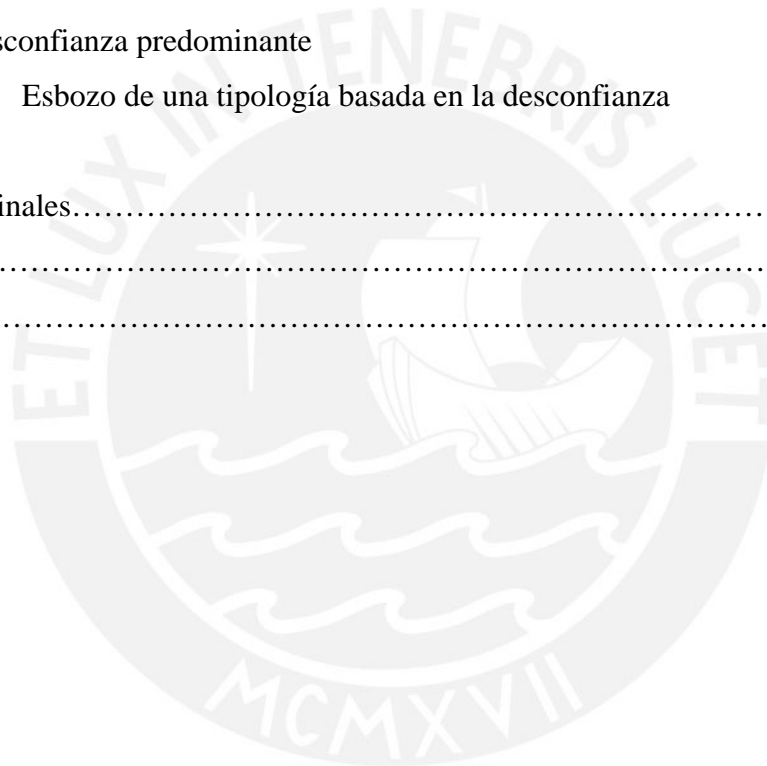 sconfianza predominante
Esbozo de una tipología basada en la desconfianza
inales……………………………………………………………………
……………………………………………………………………………
……………………………………………………………………………
ET LUX IN TENEBRIS LUCET
MCMXVII